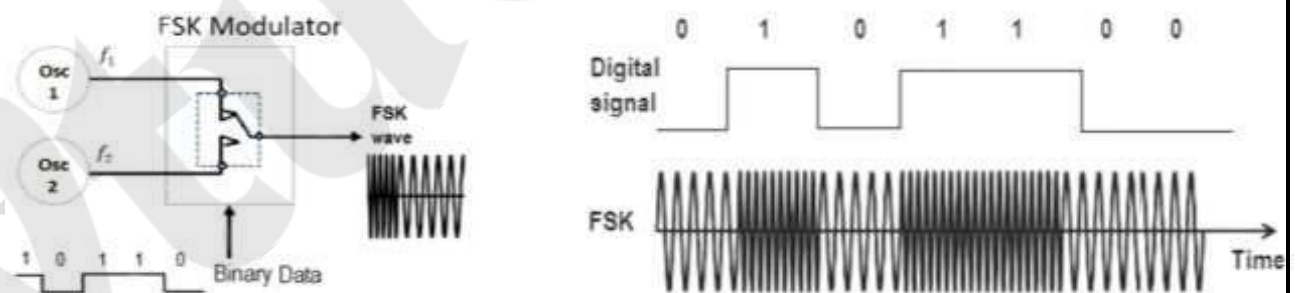 FSK Modulator
Osc
1
f₁
Osc
2
f₂
FSK
wave
1 0 1 1 0
Binary Data
0 1 0 1 1 0 0
Digital
signal
FSK
Time